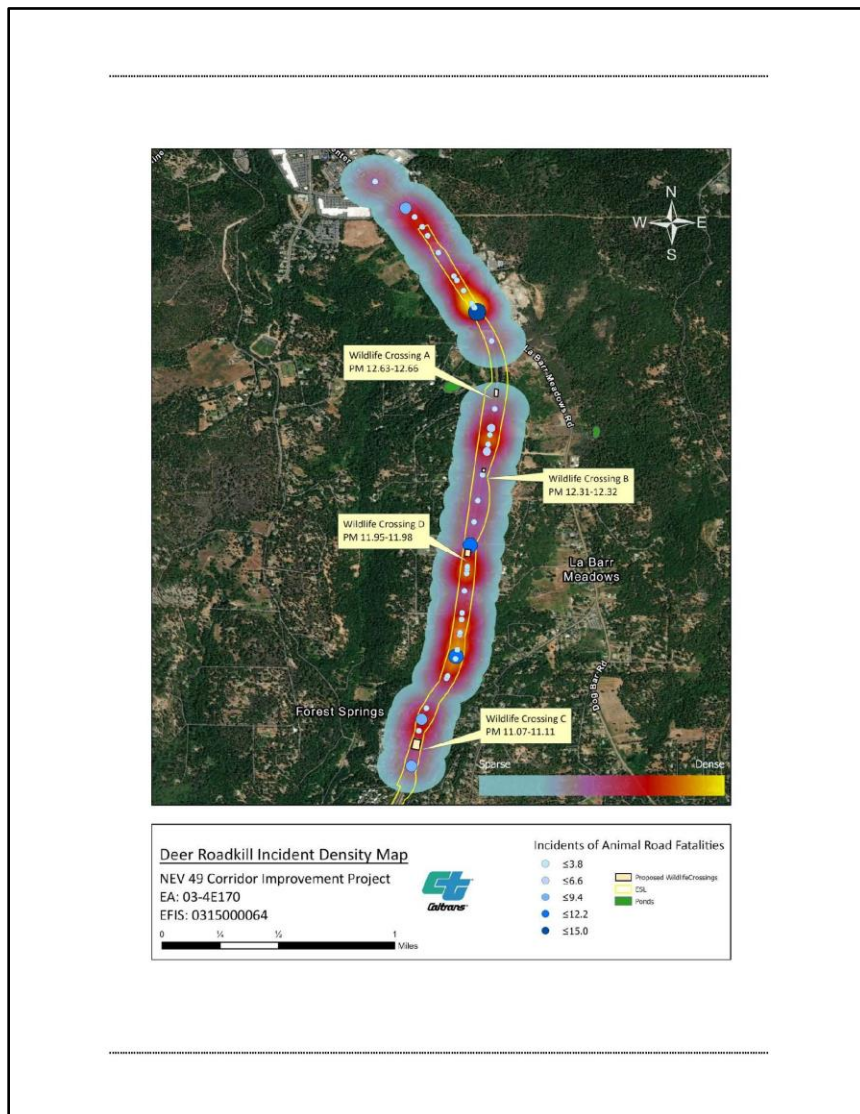 N
W E
S
Wildlife Crossing A
PM 12.63-12.66
La Barr Meadows Rd
Wildlife Crossing B
PM 12.31-12.32
Wildlife Crossing D
PM 11.95-11.98
La Barr
Meadows
Dog Bar Rd
Forest Springs
Wildlife Crossing C
PM 11.07-11.11
Sparse Dense
Deer Roadkill Incident Density Map
NEV 49 Corridor Improvement Project
EA: 03-4E170
EFIS: 0315000064
0 ¼ ½ 1
Miles
Caltrans
Incidents of Animal Road Fatalities
≤3.8
≤6.6
≤9.4
≤12.2
≤15.0
Proposed WildlifeCrossings
ESL
Ponds